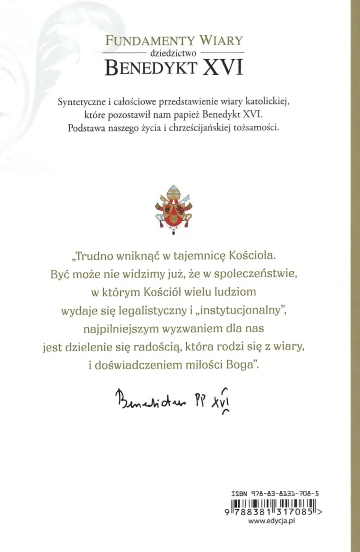 FUNDAMENTY WIARY
dziedzictwo
BENEDYKT XVI
Syntetyczne i całościowe przedstawienie wiary katolickiej,
które pozostawił nam papież Benedykt XVI.
Podstawa naszego życia i chrześcijańskiej tożsamości.
„Trudno wniknąć w tajemnicę Kościoła.
Być może nie widzimy już, że w społeczeństwie,
w którym Kościół wielu ludziom
wydaje się legalistyczny i „instytucjonalny”,
najpilniejszym wyzwaniem dla nas
jest dzielenie się radością, która rodzi się z wiary,
i doświadczeniem miłości Boga”.
Benedictus PP XVI
ISBN 978-83-8131-708-5
9 788381 317085 >
www.edycja.pl